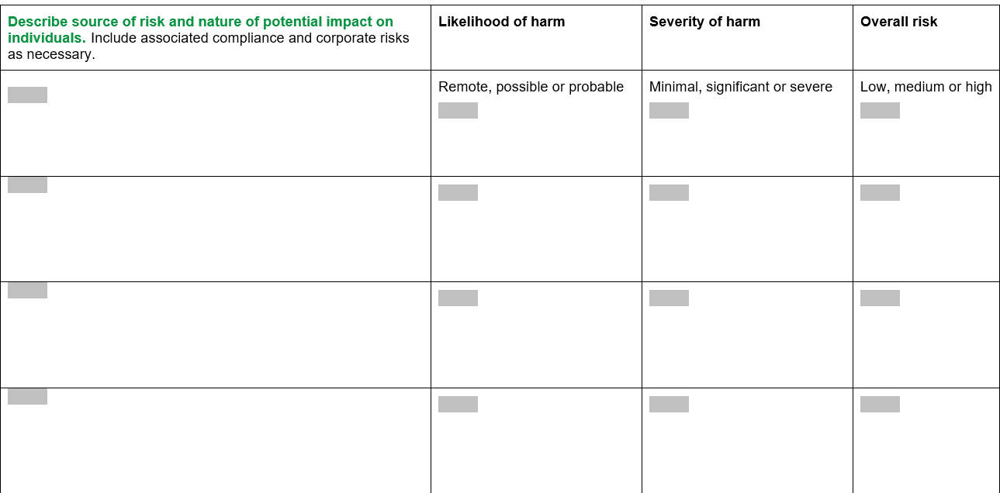 Describe source of risk and nature of potential impact on
individuals. Include associated compliance and corporate risks
as necessary.
Likelihood of harm
Severity of harm
Overall risk
Remote, possible or probable
Minimal, significant or severe
Low, medium or high